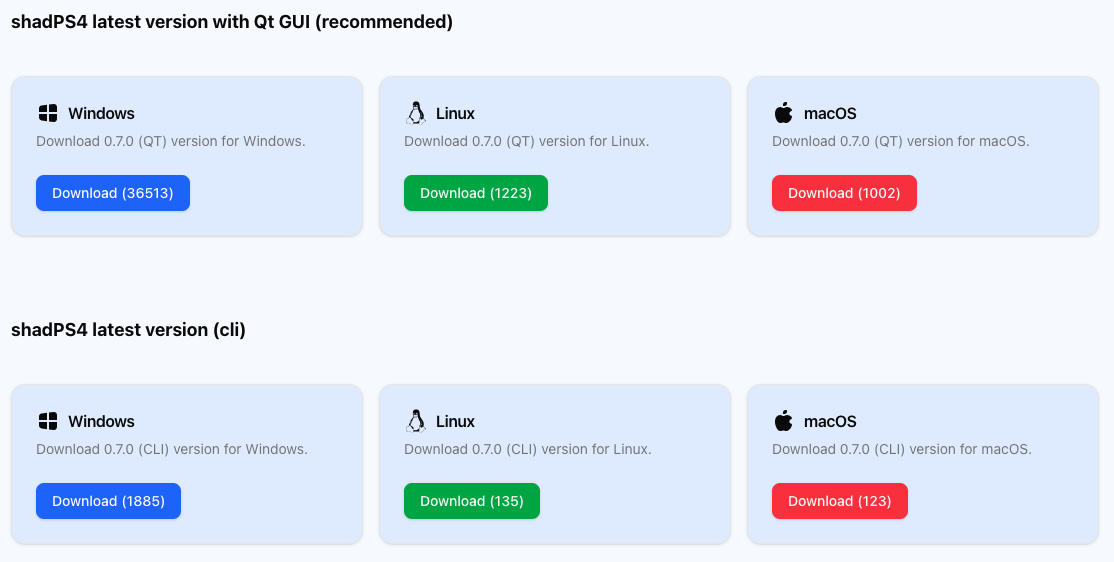 shadPS4 latest version with Qt GUI (recommended)
Windows
Download 0.7.0 (QT) version for Windows.
Download (36513)
Linux
Download 0.7.0 (QT) version for Linux.
Download (1223)
macOS
Download 0.7.0 (QT) version for macOS.
Download (1002)
shadPS4 latest version (cli)
Windows
Download 0.7.0 (CLI) version for Windows.
Download (1885)
Linux
Download 0.7.0 (CLI) version for Linux.
Download (135)
macOS
Download 0.7.0 (CLI) version for macOS.
Download (123)